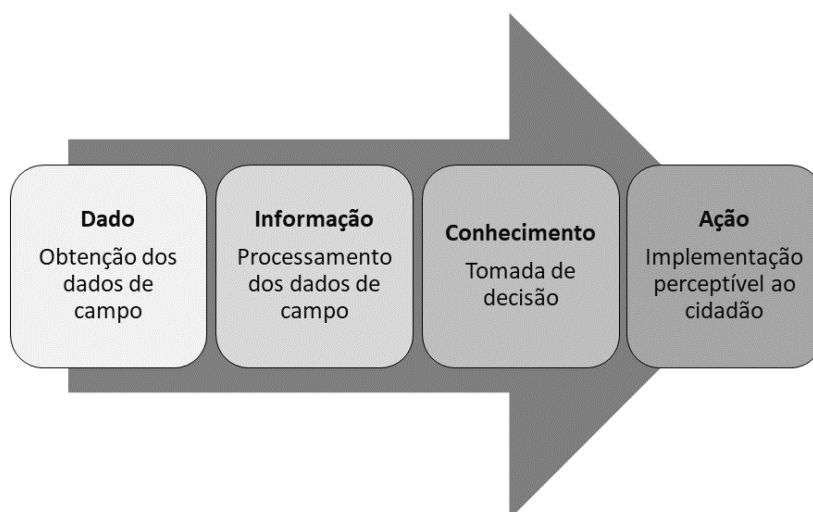 Dado
Obtenção dos
dados de
campo
Informação
Processamento
dos dados de
campo
Conhecimento
Tomada de
decisão
Ação
Implementação
perceptível ao
cidadão